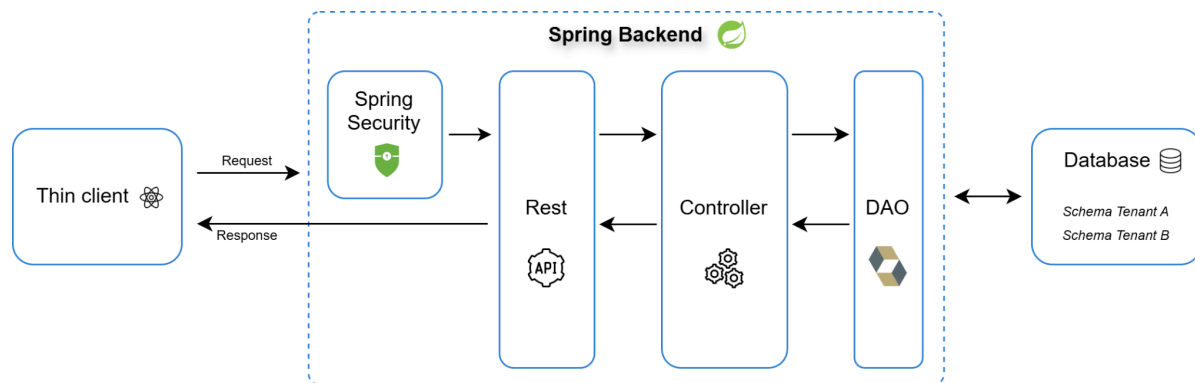 Spring Backend
Spring
Security
Thin client
Request
Response
Rest
API
Controller
DAO
Database
Schema Tenant A
Schema Tenant B